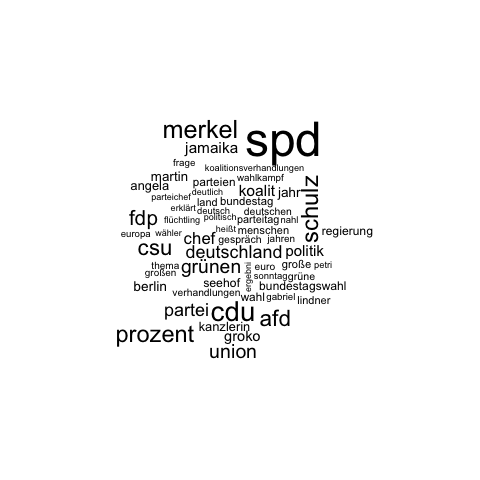 merkel
spd
jamaika
frage
koalitionsverhandlungen
martin
parteien
wahlkampf
angela
deutlich
koalit
jahr
schulz
parteichef
land
bundestag
erklärt
deutsch
deutschen
fdp
flüchtling
politisch
parteitag
nahl
europa
wähler
chef
heißt
menschen
regierung
gespräch
jahren
csu
deutschland
politik
thema
grünen
ergebni
euro
große
petri
großen
sonntag
grüne
berlin
seehof
bundestagswahl
verhandlungen
wahl
gabriel
lindner
partei
cdu
afd
prozent
kanzlerin
groko
union